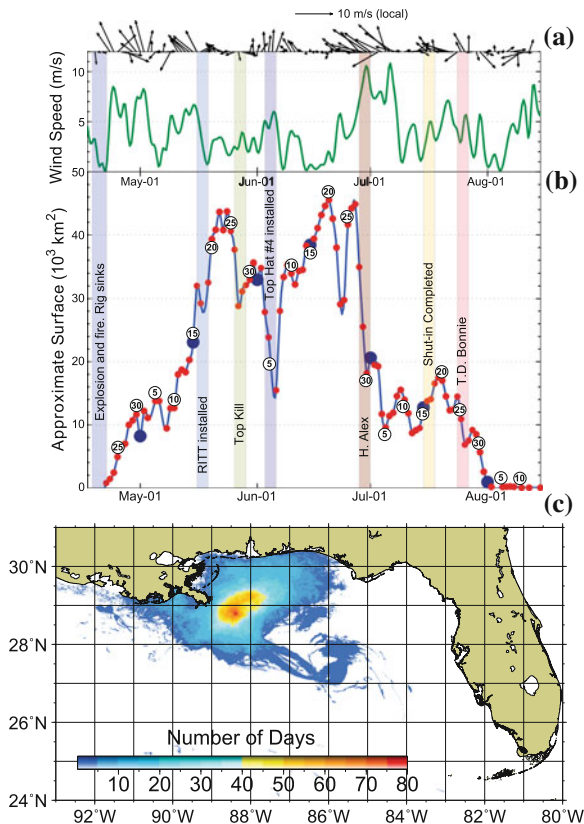 10 m/s (local)
(a)
Wind Speed (m/s)
10
5
May-01
Jun-01
Jul-01
Aug-01
(b)
Approximate Surface (10³ km²)
50
40
30
20
10
0
Explosion and fire. Rig sinks
RITT installed
Top Kill
Top Hat #4 installed
H. Alex
Shut-in Completed
T.D. Bonnie
25
30
5
10
15
20
25
30
5
10
15
20
25
18
5
10
15
20
25
30
5
10
May-01
Jun-01
Jul-01
Aug-01
(c)
30°N
28°N
26°N
24°N
Number of Days
10 20 30 40 50 60 70 80
92°W 90°W 88°W 86°W 84°W 82°W 80°W